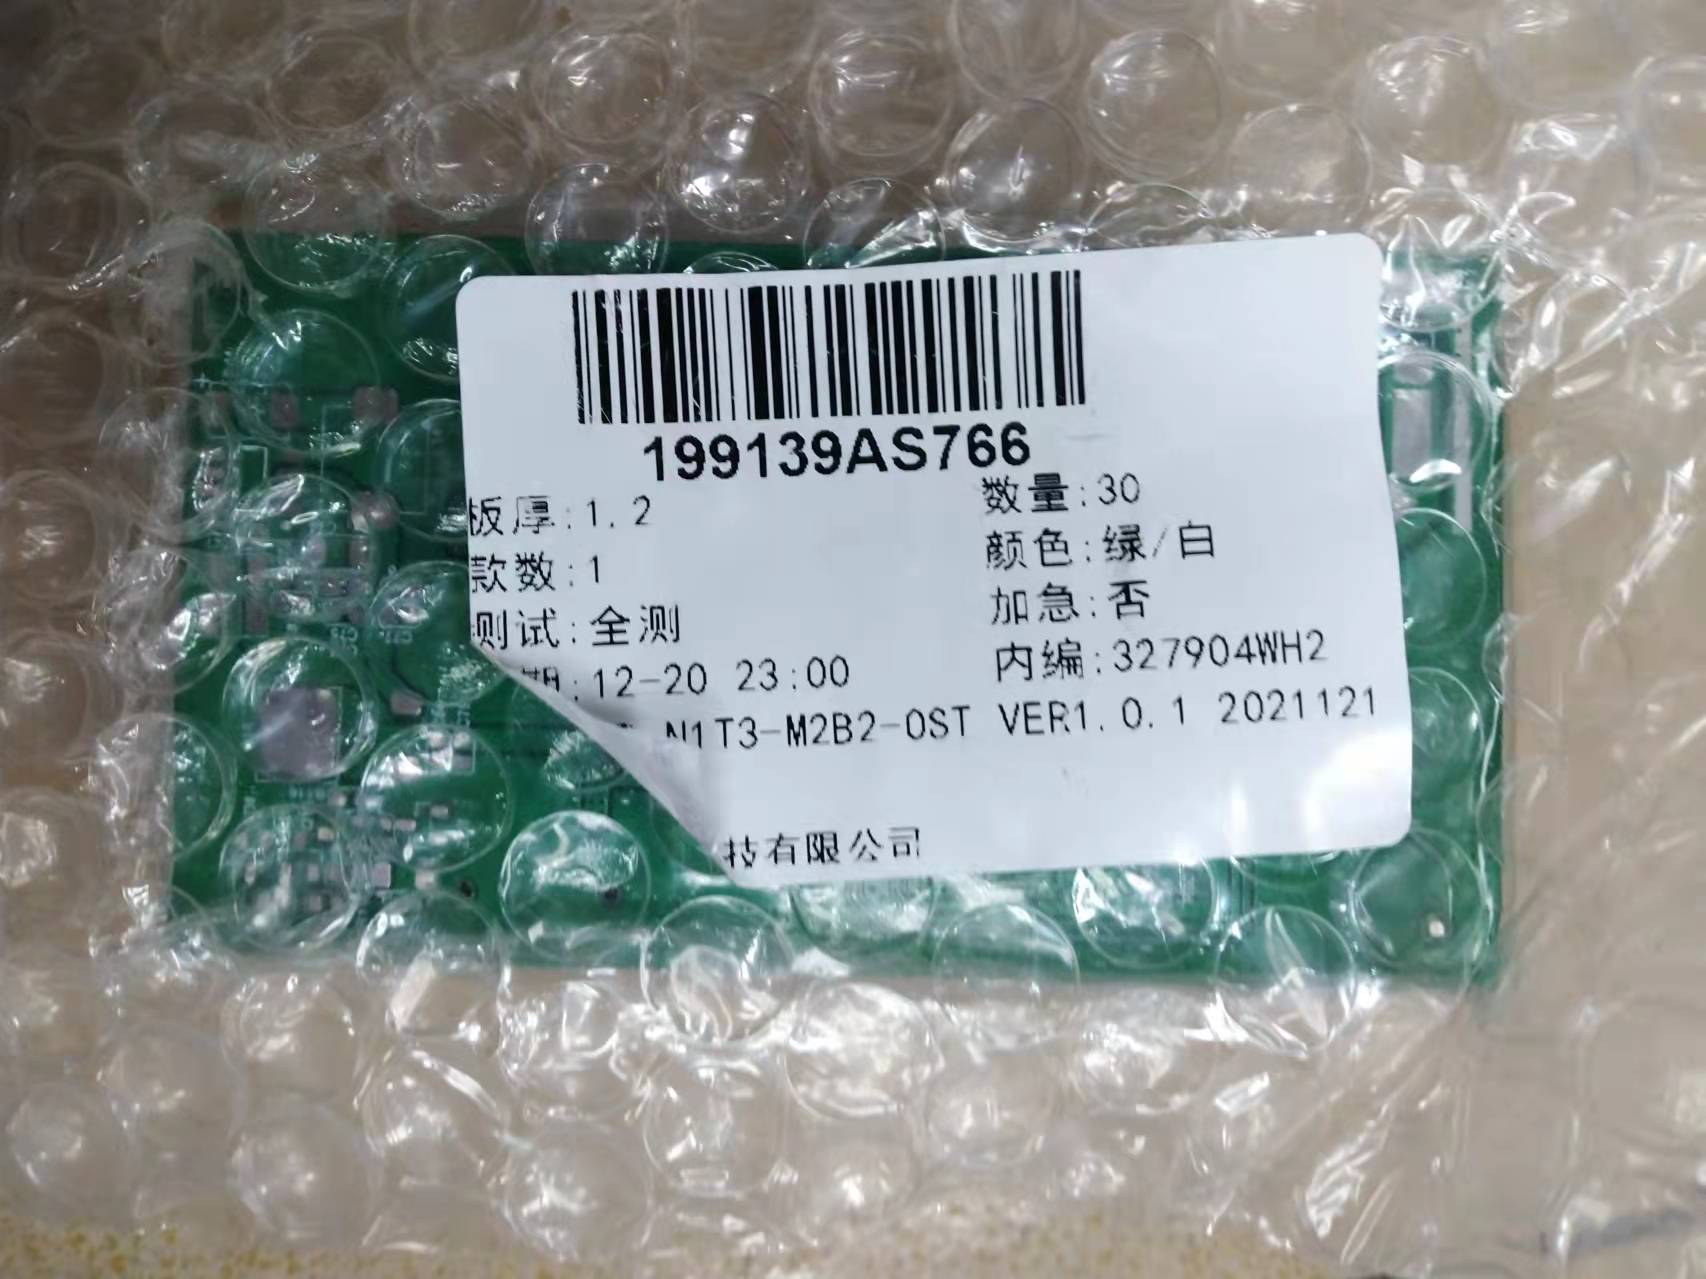 199139AS766
板厚:1.2 数量:30
款数:1 颜色:绿/白
测试:全测 加急:否
期:12-20 23:00 内编:327904WH2
N1T3-M2B2-0ST VER1.0.1 2021121
技有限公司